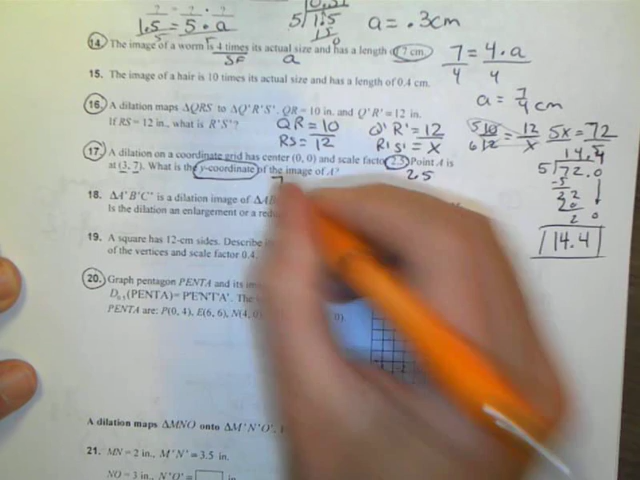 ? = ? · ?
1.5 = 5 · a
5 5
5 1.5
15
0
a = .3cm
14. The image of a worm is 4 times its actual size and has a length of 7 cm.
SF a
7 = 4 · a
4 4
a = 7/4 cm
15. The image of a hair is 10 times its actual size and has a length of 0.4 cm.
16. A dilation maps to ΔQRS to ΔQ'R'S'. QR = 10 in. and Q'R' = 12 in.
If RS = 12 in., what is R'S'?
QR = 10
RS = 12
Q'R' = 12
R'S' = X
5 10 = 12
6 12 X
5x = 72
14.4
5 72.0
-5
22
20
20
14.4
17. A dilation on a coordinate grid has center (0, 0) and scale factor 2.5. Point A is
at (3, 7). What is the y-coordinate of the image of A?
2.5
7
18. ΔA'B'C' is a dilation image of
Is the dilation an enlargement or a
19. A square has 12-cm sides. Describe
of the vertices and scale factor 0.4.
20. Graph pentagon PENTA and its
(PENTA) = P'E'N'T'A'. The
PENTA are: P(0, 4), E(6, 6), N(4, 0) 0).
A dilation maps ΔMNO onto ΔM'N'O'.
21. MN = 2 in., M'N' = 3.5 in.
NO = 3 in., N'O' = in.